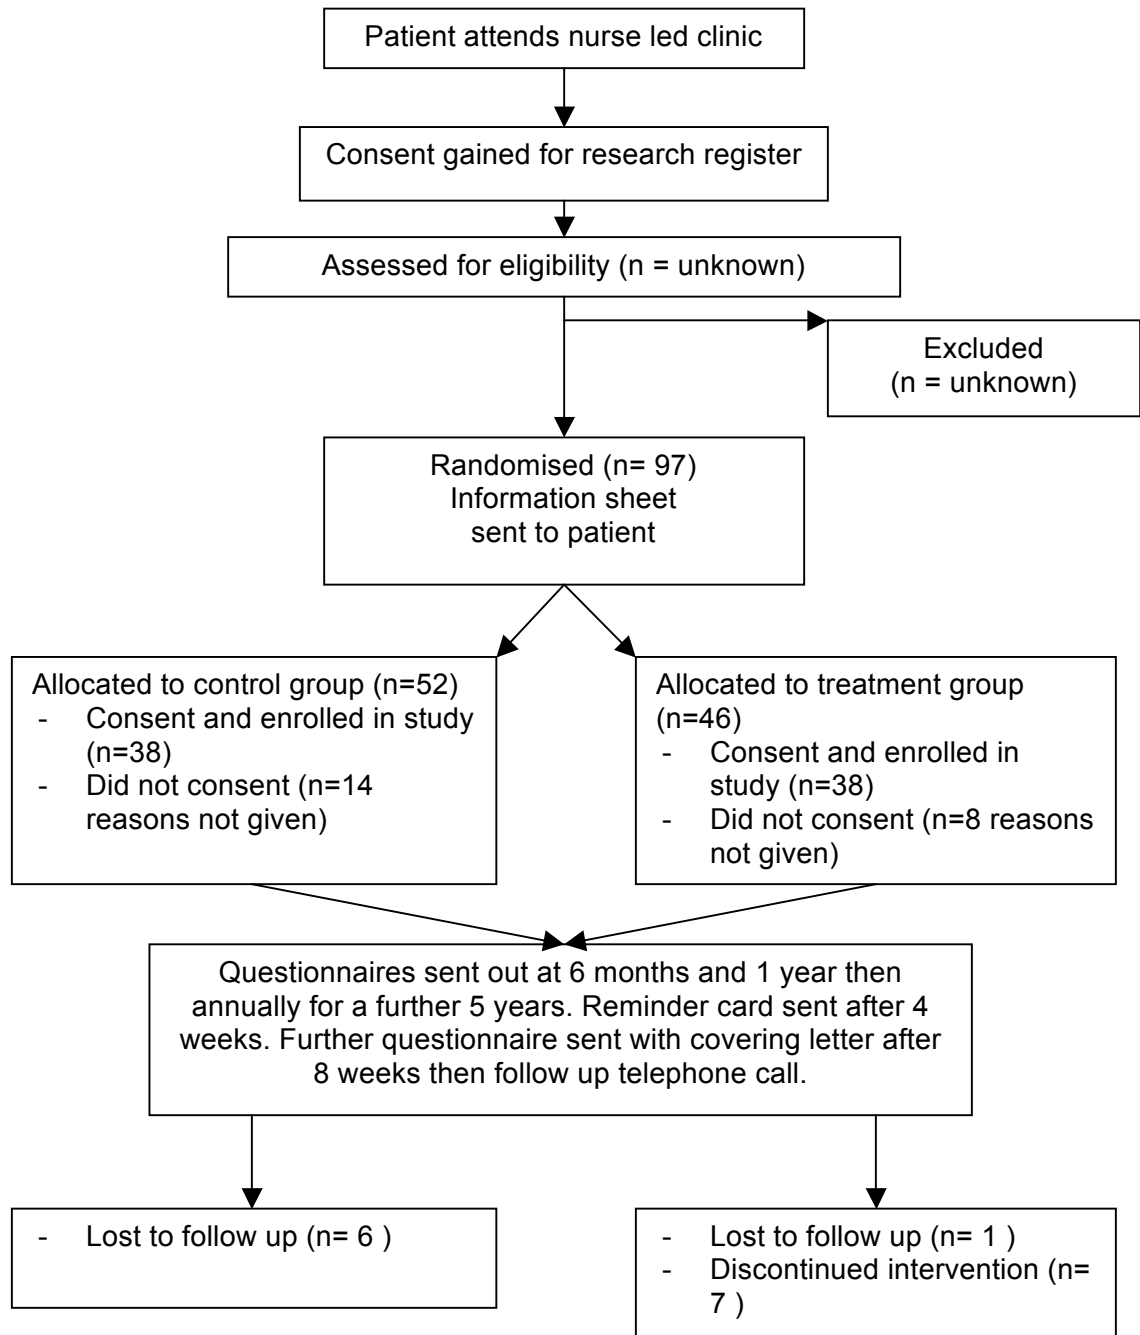 Patient attends nurse led clinic
Consent gained for research register
Assessed for eligibility (n = unknown)
Excluded
(n = unknown)
Randomised (n= 97)
Information sheet
sent to patient
Allocated to control group (n=52)
- Consent and enrolled in study
(n=38)
- Did not consent (n=14
reasons not given)
Allocated to treatment group
(n=46)
- Consent and enrolled in
study (n=38)
- Did not consent (n=8 reasons
not given)
Questionnaires sent out at 6 months and 1 year then
annually for a further 5 years. Reminder card sent after 4
weeks. Further questionnaire sent with covering letter after
8 weeks then follow up telephone call.
- Lost to follow up (n= 6 )
- Lost to follow up (n= 1 )
- Discontinued intervention (n=
7 )